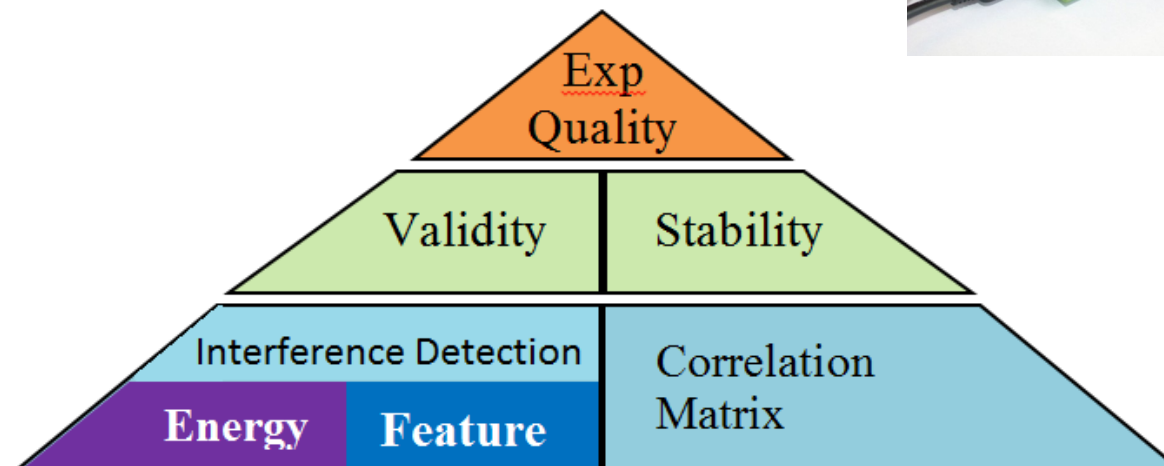 Exp
Quality
Validity
Stability
Interference Detection
Correlation
Matrix
Energy
Feature